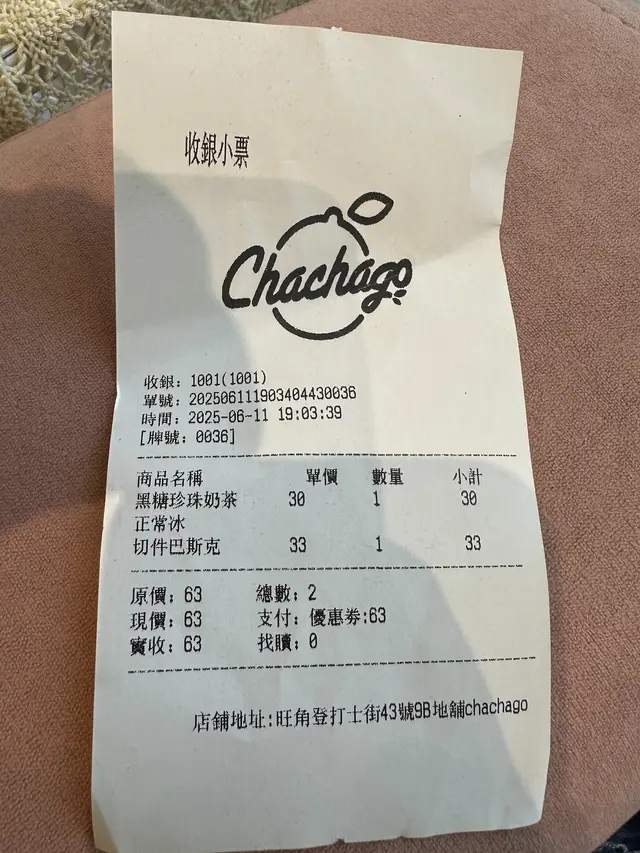 收銀小票
Chachago
收銀: 1001(1001)
單號: 202506111903404430036
時間: 2025-06-11 19:03:39
[牌號: 0036]
商品名稱 單價 數量 小計
黑糖珍珠奶茶 30 1 30
正常冰
切件巴斯克 33 1 33
原價: 63 總數: 2
現價: 63 支付: 優惠券:63
實收: 63 找贖: 0
店鋪地址:旺角登打士街43號9B地舖chachago